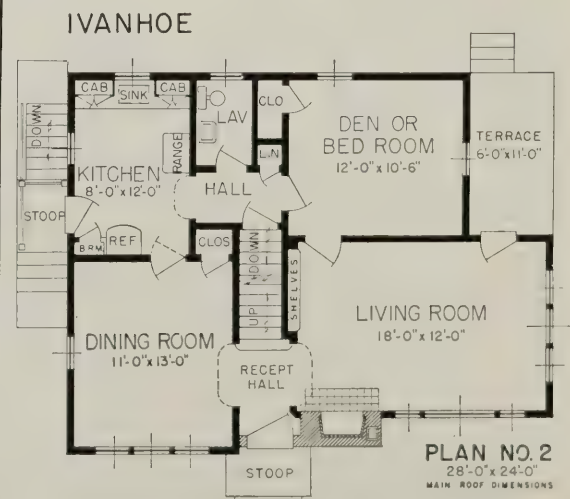 IVANHOE
CAB
SINK
CAB
LAV
CLO
DEN OR
BED ROOM
12'-0"x10'-6"
TERRACE
6'-0"x11'-0"
DOWN
KITCHEN
8'-0"x12'-0"
RANGE
LIN
HALL
STOOP
BRM
REF
CLOS
DOWN
UP
SHELVES
LIVING ROOM
18'-0"x12'-0"
DINING ROOM
11'-0"x13'-0"
RECEPT
HALL
STOOP
PLAN NO. 2
28'-0"x24'-0"
MAIN ROOF DIMENSIONS